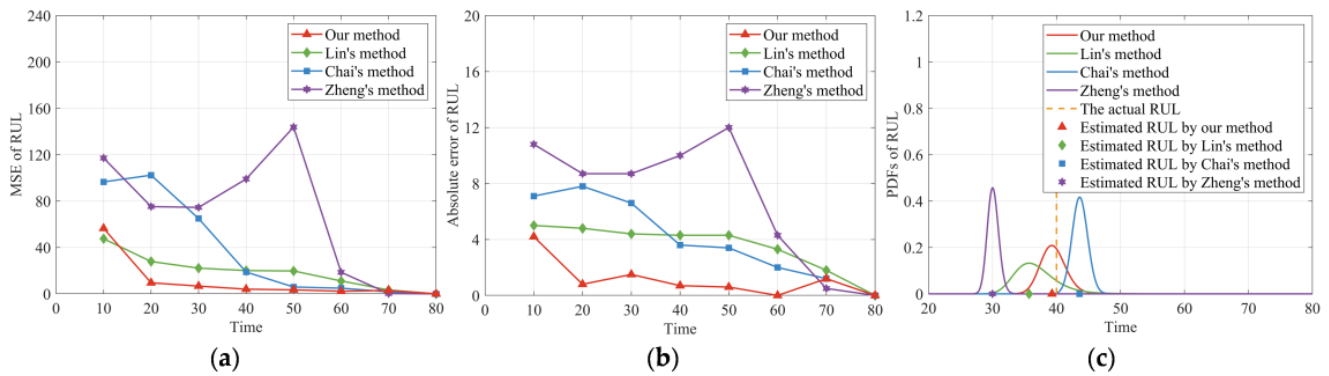 240
200
160
120
80
40
0
MSE of RUL
0 10 20 30 40 50 60 70 80
Time
Our method
Lin's method
Chai's method
Zheng's method
(a)
20
16
12
8
4
0
Absolute error of RUL
0 10 20 30 40 50 60 70 80
Time
Our method
Lin's method
Chai's method
Zheng's method
(b)
1.2
1
0.8
0.6
0.4
0.2
0
PDFs of RUL
20 30 40 50 60 70 80
Time
Our method
Lin's method
Chai's method
Zheng's method
The actual RUL
Estimated RUL by our method
Estimated RUL by Lin's method
Estimated RUL by Chai's method
Estimated RUL by Zheng's method
(c)